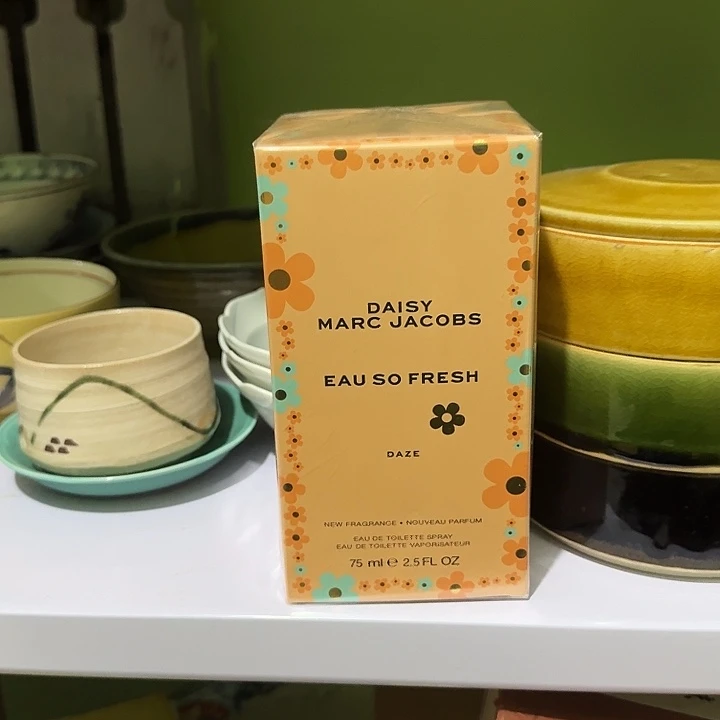 DAISY
MARC JACOBS
EAU SO FRESH
DAZE
NEW FRAGRANCE • NOUVEAU PARFUM
EAU DE TOILETTE SPRAY
EAU DE TOILETTE VAPORISATEUR
75 ml ℮ 2.5 FL OZ